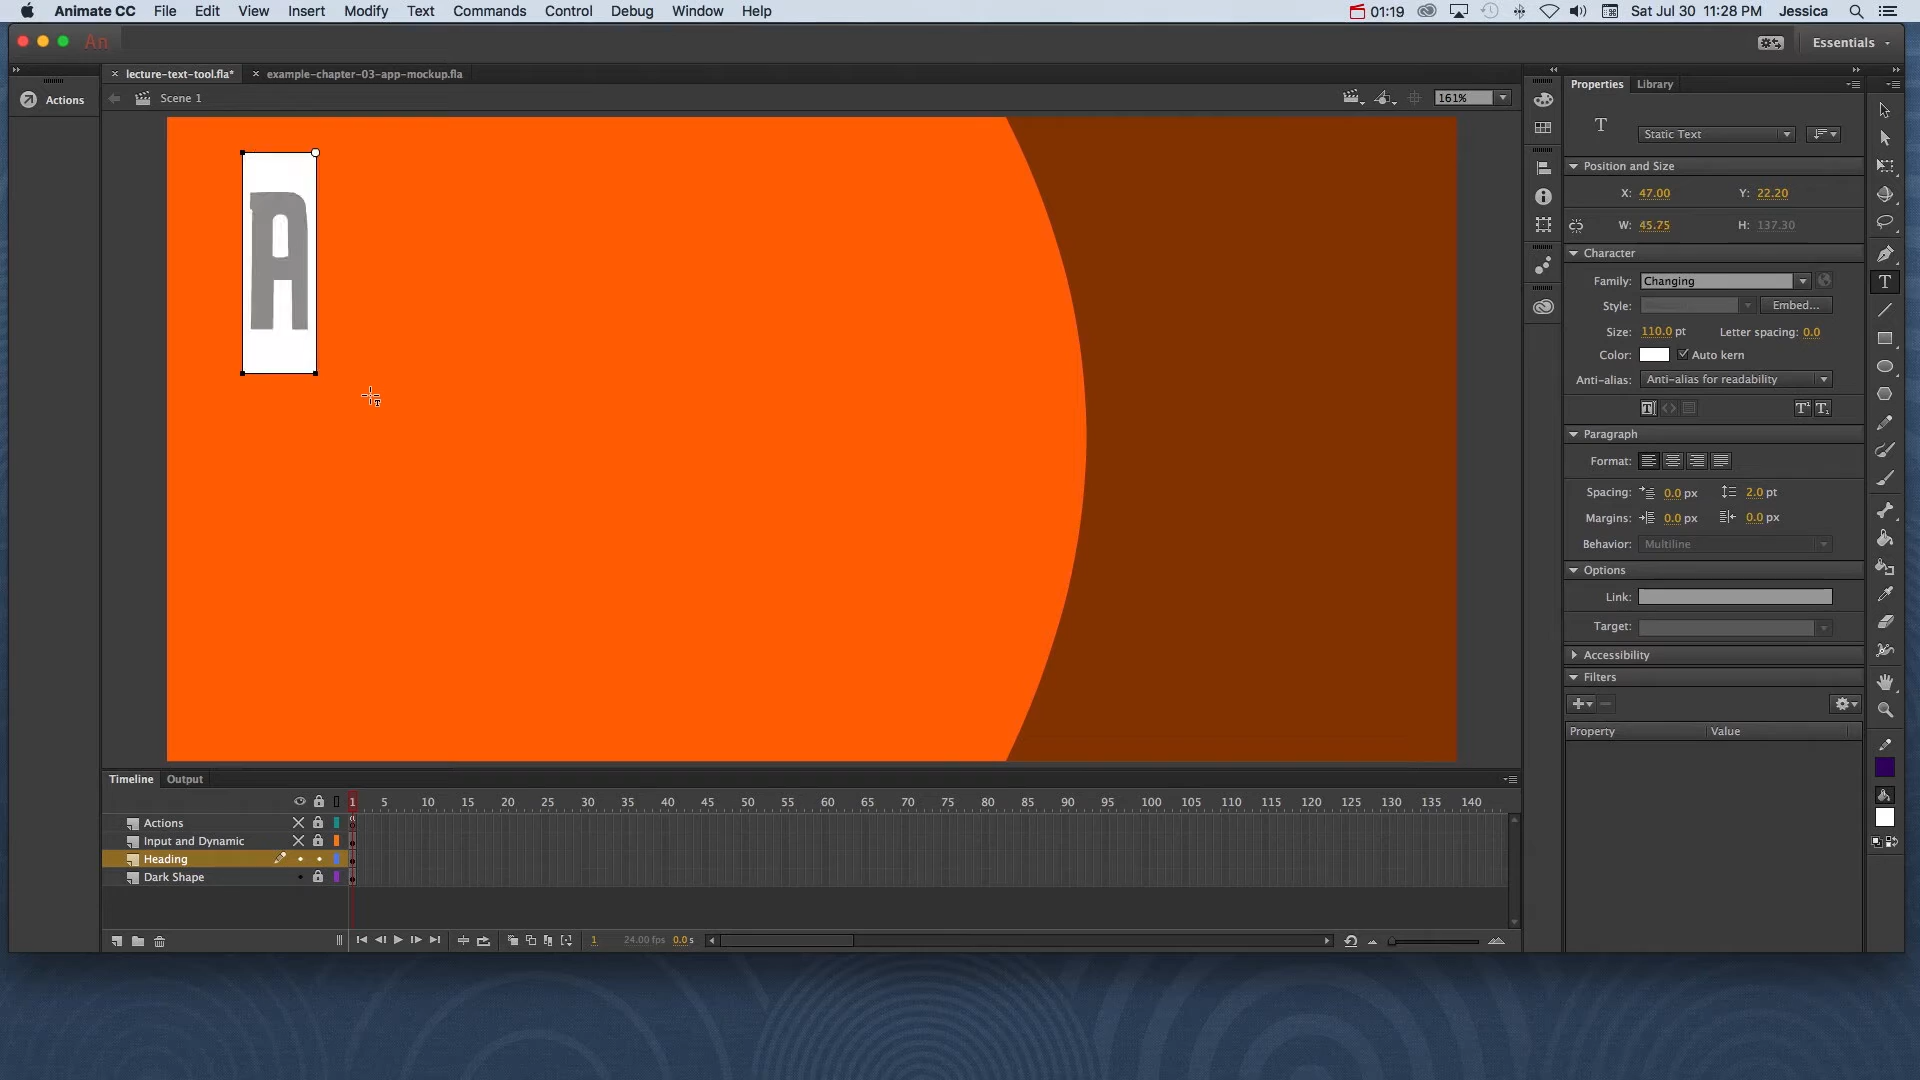 Animate CC File Edit View Insert Modify Text Commands Control Debug Window Help 01:19 Sat Jul 30 11:28 PM Jessica
An Essentials
lecture-text-tool.fla* example-chapter-03-app-mockup.fla
Actions
Scene 1 161%
A
Properties Library
T Static Text
Position and Size
X: 47.00 Y: 22.20
W: 45.75 H: 137.30
Character
Family: Changing
Style: Embed...
Size: 110.0 pt Letter spacing: 0.0
Color: Auto kern
Anti-alias: Anti-alias for readability
Paragraph
Format:
Spacing: 0.0 px 2.0 pt
Margins: 0.0 px 0.0 px
Behavior: Multiline
Options
Link:
Target:
Accessibility
Filters
Property Value
Timeline Output
1 5 10 15 20 25 30 35 40 45 50 55 60 65 70 75 80 85 90 95 100 105 110 115 120 125 130 135 140
Actions
Input and Dynamic
Heading
Dark Shape
1 24.00 fps 0.0 s